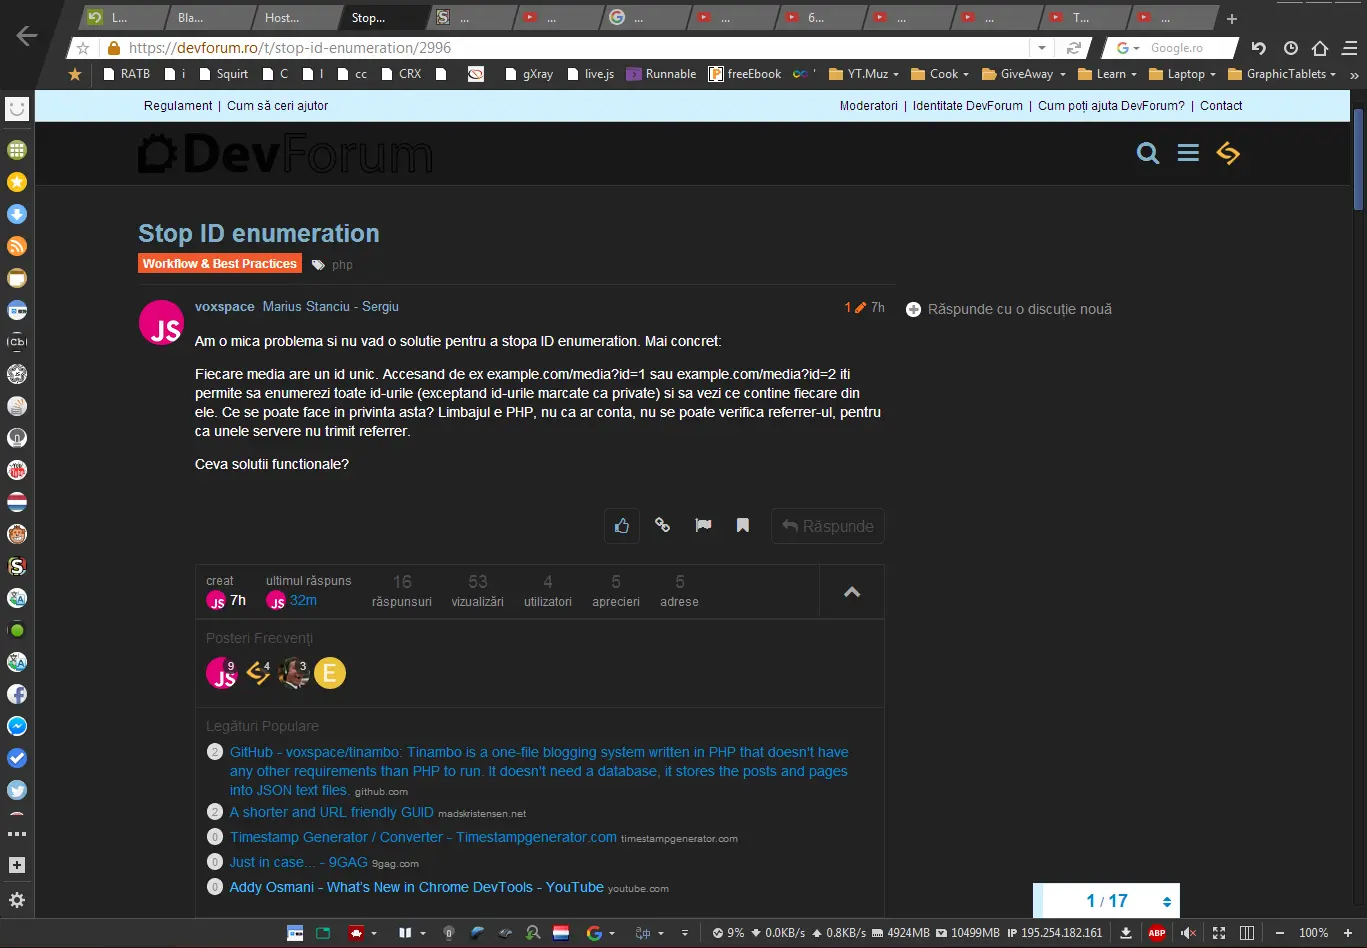 L...
Bla...
Host...
Stop...
...
...
...
...
6...
...
...
T...
...
https://devforum.ro/t/stop-id-enumeration/2996
Google.ro
RATB i Squirt C I cc CRX gXray live.js Runnable freeEbook ' YT.Muz Cook GiveAway Learn Laptop GraphicTablets »
Regulament | Cum să ceri ajutor
Moderatori | Identitate DevForum | Cum poți ajuta DevForum? | Contact
DevForum
Stop ID enumeration
Workflow & Best Practices php
voxspace Marius Stanciu - Sergiu 1 7h
Răspunde cu o discuție nouă
JS
Am o mica problema si nu vad o solutie pentru a stopa ID enumeration. Mai concret:
Fiecare media are un id unic. Accesand de ex example.com/media?id=1 sau example.com/media?id=2 iti
permite sa enumerezi toate id-urile (exceptand id-urile marcate ca private) si sa vezi ce contine fiecare din
ele. Ce se poate face in privinta asta? Limbajul e PHP, nu ca ar conta, nu se poate verifica referrer-ul, pentru
ca unele servere nu trimit referrer.
Ceva solutii functionale?
Răspunde
creat ultimul răspuns 16 53 4 5 5
JS 7h JS 32m răspunsuri vizualizări utilizatori aprecieri adrese
Posteri Frecvenți
JS 9 4 3 E
Legături Populare
2 GitHub - voxspace/tinambo: Tinambo is a one-file blogging system written in PHP that doesn't have
any other requirements than PHP to run. It doesn't need a database, it stores the posts and pages
into JSON text files. github.com
2 A shorter and URL friendly GUID madskristensen.net
0 Timestamp Generator / Converter - Timestampgenerator.com timestampgenerator.com
0 Just in case... - 9GAG 9gag.com
0 Addy Osmani - What's New in Chrome DevTools - YouTube youtube.com
1 / 17
9% 0.0KB/s 0.8KB/s 4924MB 10499MB IP 195.254.182.161 ABP 100%